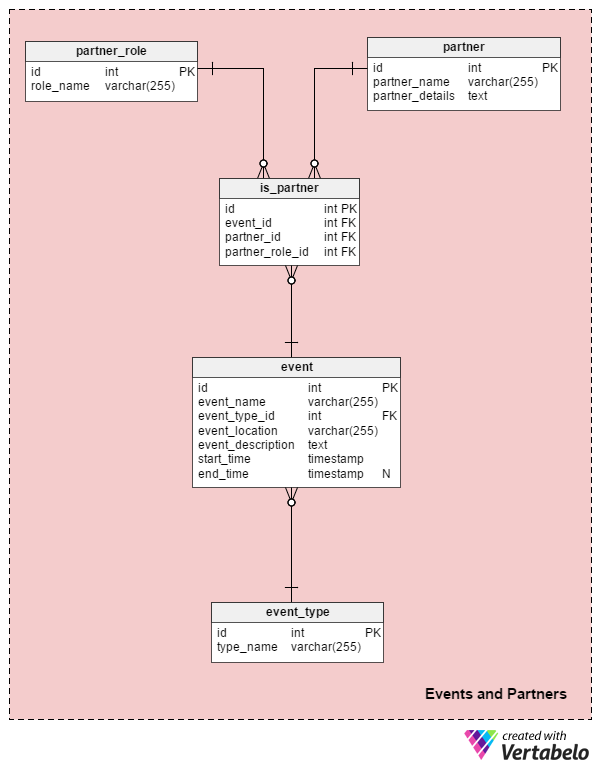 partner_role
id int PK
role_name varchar(255)
partner
id int PK
partner_name varchar(255)
partner_details text
is_partner
id int PK
event_id int FK
partner_id int FK
partner_role_id int FK
event
id int PK
event_name varchar(255)
event_type_id int FK
event_location varchar(255)
event_description text
start_time timestamp
end_time timestamp N
event_type
id int PK
type_name varchar(255)
Events and Partners
created with
Vertabelo